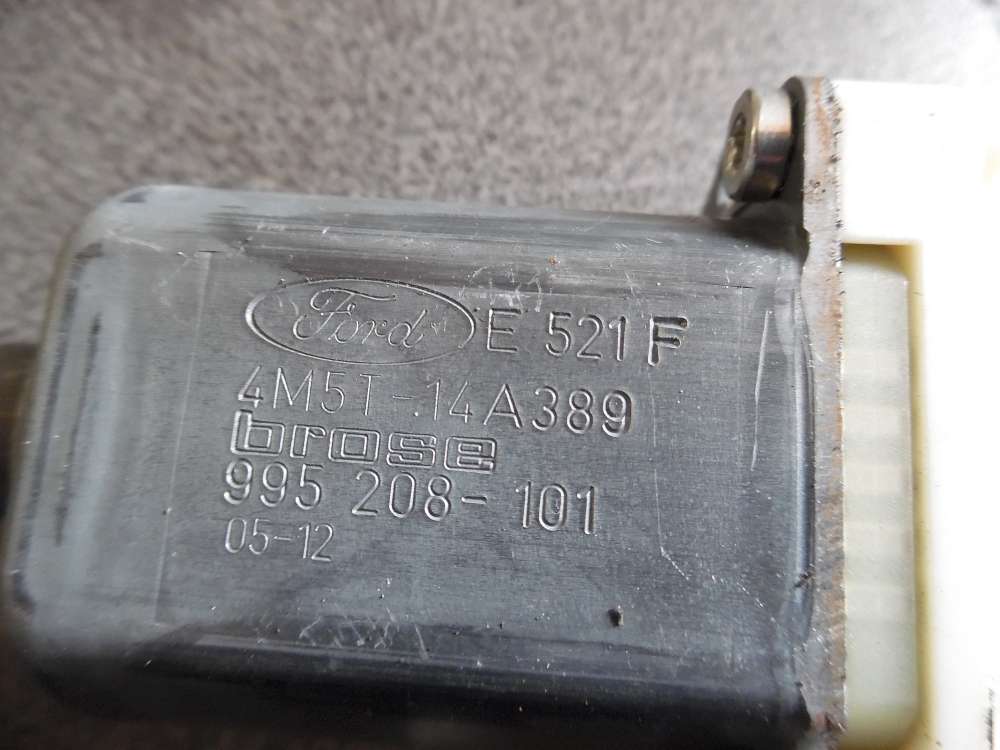 Ford E 521 F
4M5T-14A389
brose
995 208-101
05-12